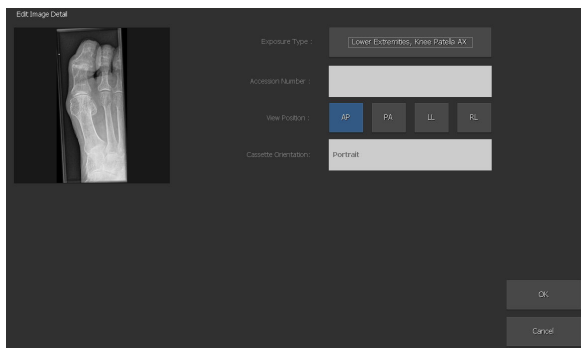 Edit Image Detail
Exposure Type :
Lower Extremities, Knee Patella AX
Accession Number :
View Position :
AP
PA
LL
RL
Cassette Orientation:
Portrait
OK
Cancel